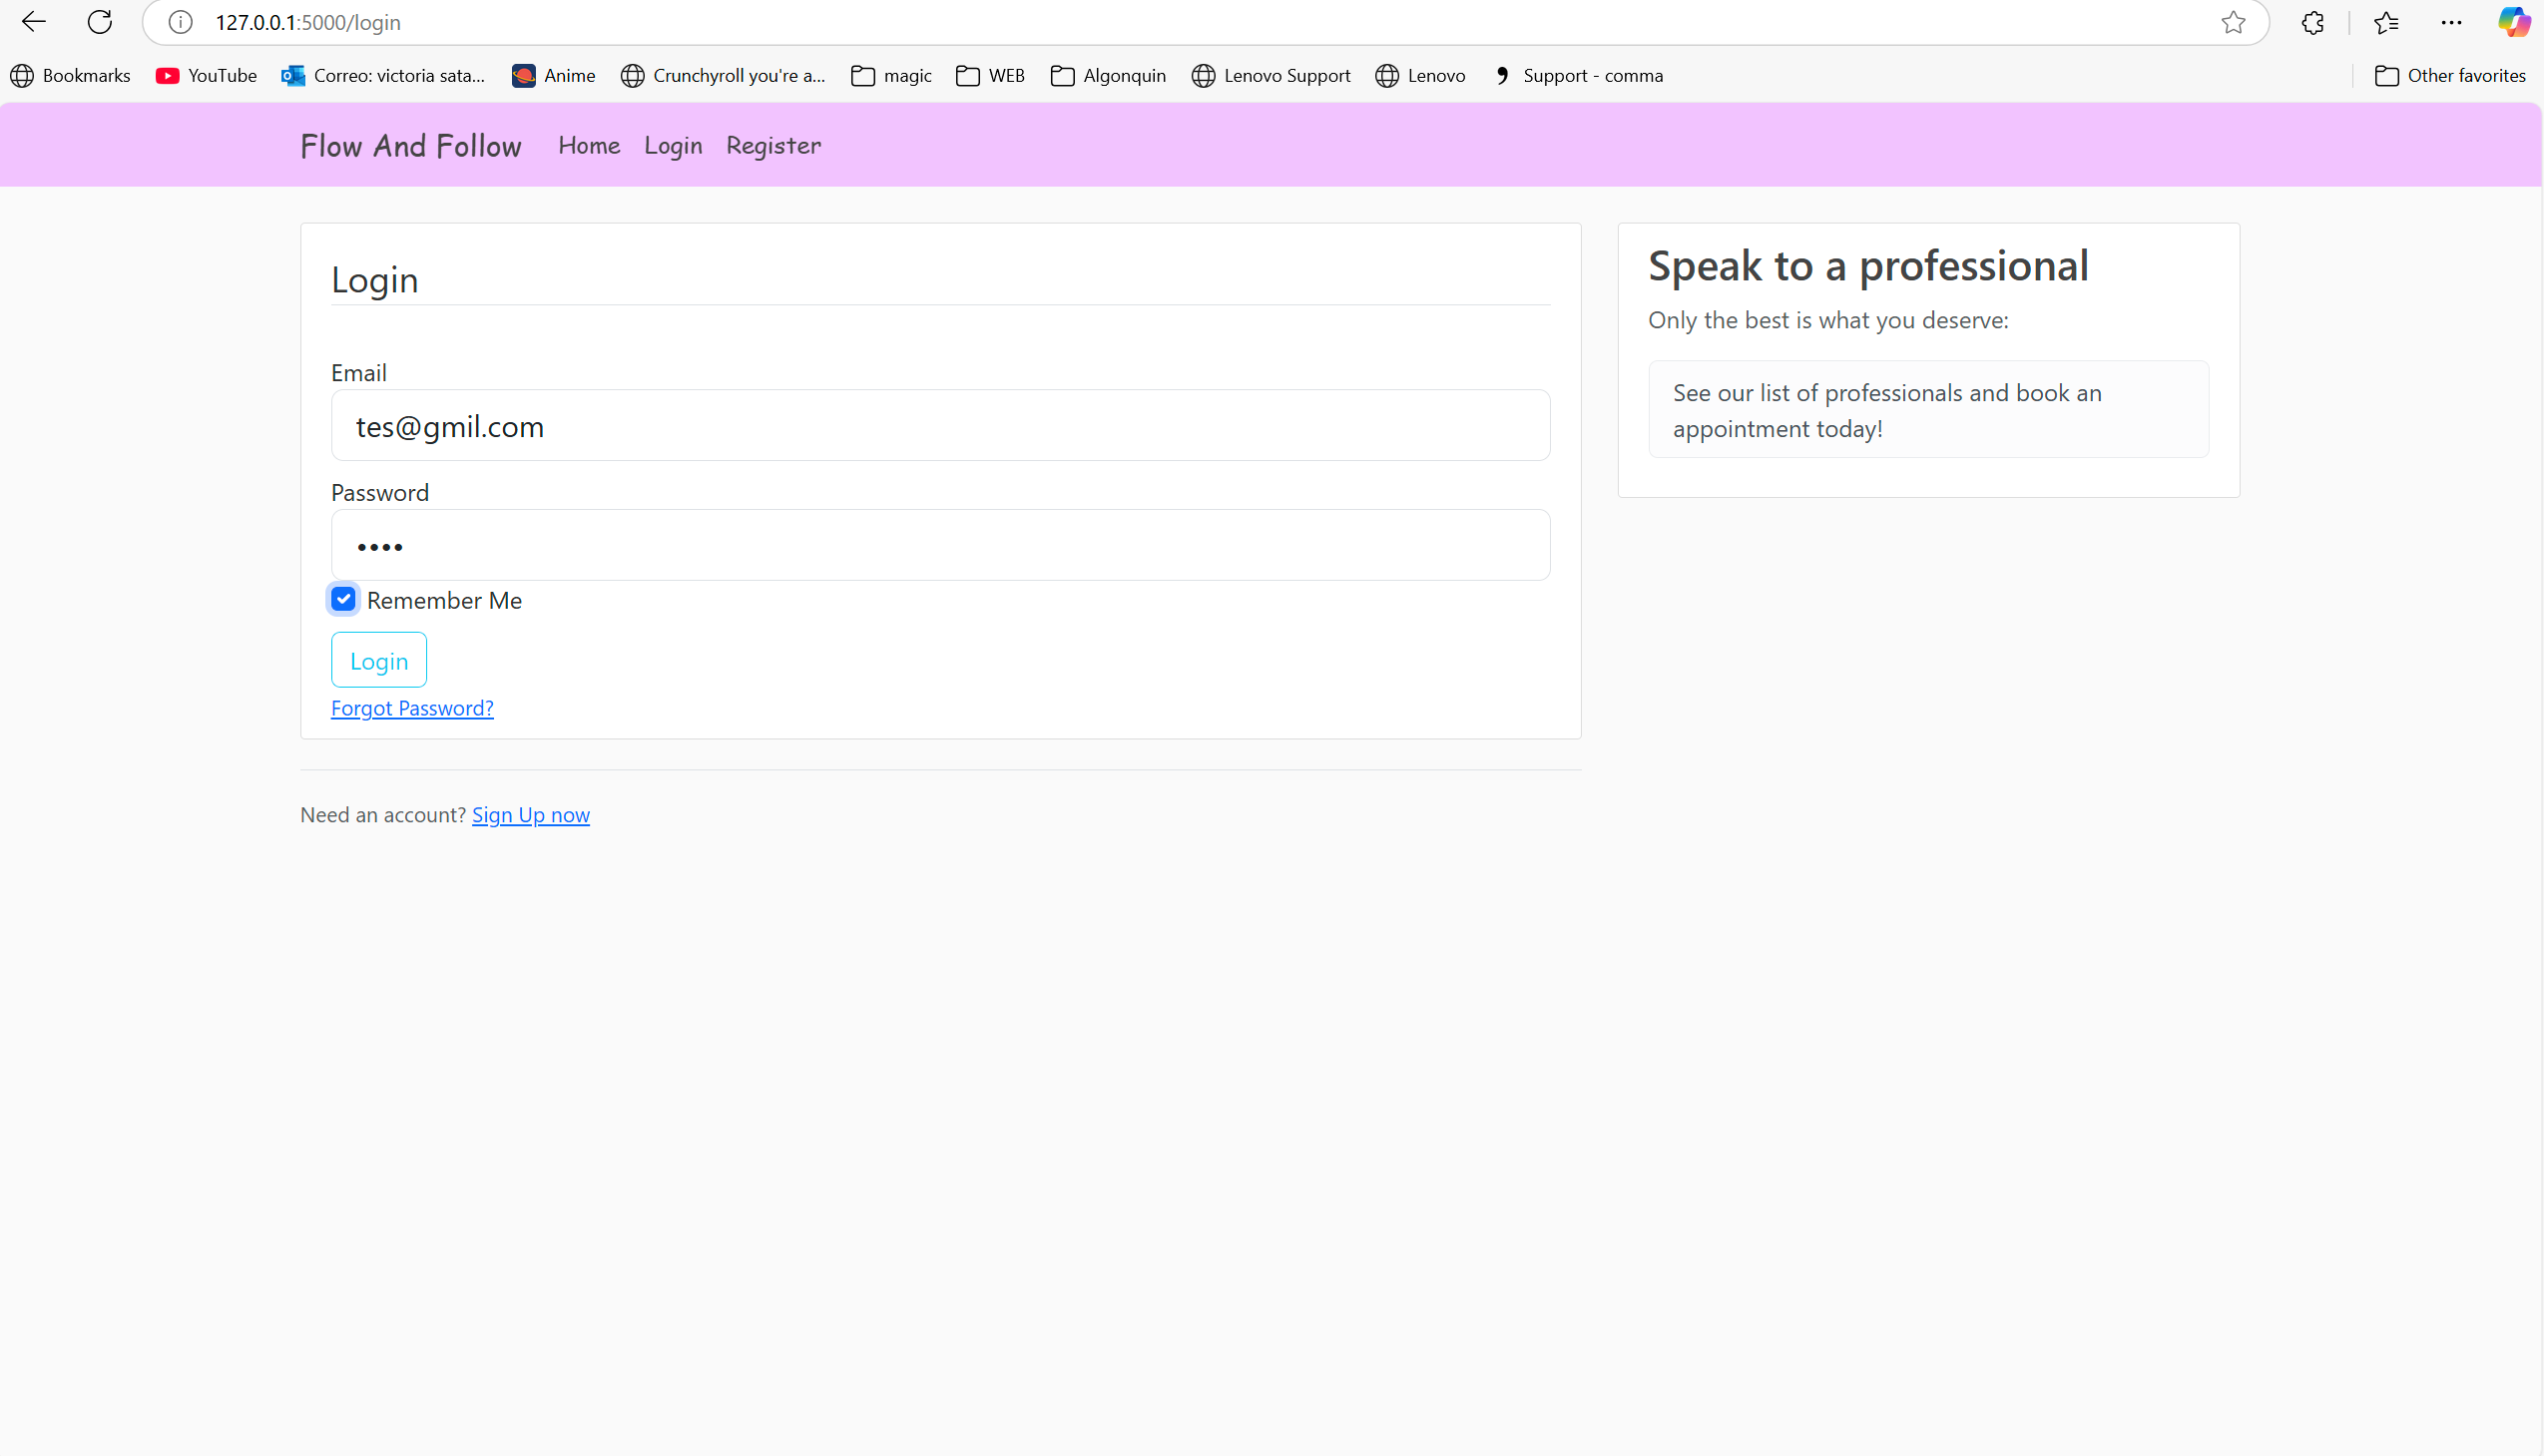 127.0.0.1:5000/login
Bookmarks YouTube Correo: victoria sata... Anime Crunchyroll you're a... magic WEB Algonquin Lenovo Support Lenovo Support - comma Other favorites
Flow And Follow Home Login Register
Login
Email
tes@gmil.com
Password
••••
Remember Me
Login
Forgot Password?
Need an account? Sign Up now
Speak to a professional
Only the best is what you deserve:
See our list of professionals and book an
appointment today!